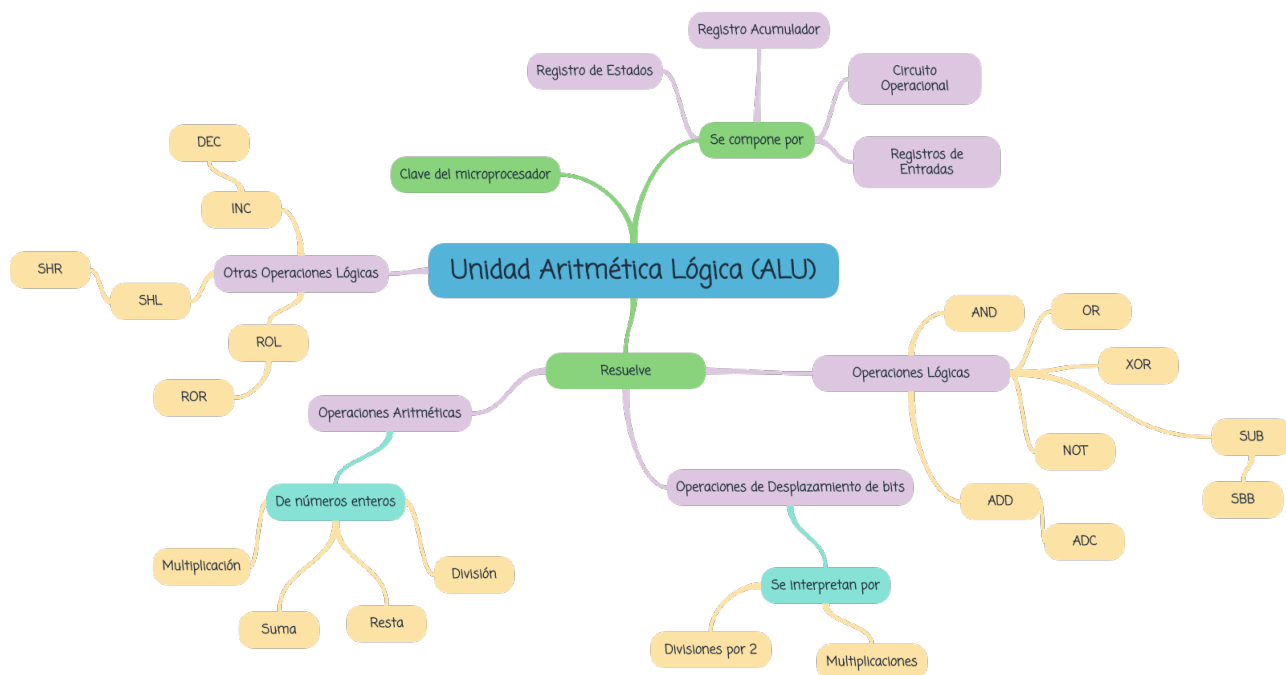 Registro Acumulador
Registro de Estados
Circuito
Operacional
Se compone por
Registros de
Entradas
Clave del microprocesador
DEC
INC
Unidad Aritmética Lógica (ALU)
Otras Operaciones Lógicas
SHR
SHL
ROL
ROR
Resuelve
Operaciones Lógicas
AND
OR
XOR
SUB
SBB
NOT
ADD
ADC
Operaciones Aritméticas
De números enteros
Multiplicación
Suma
Resta
División
Operaciones de Desplazamiento de bits
Se interpretan por
Divisiones por 2
Multiplicaciones